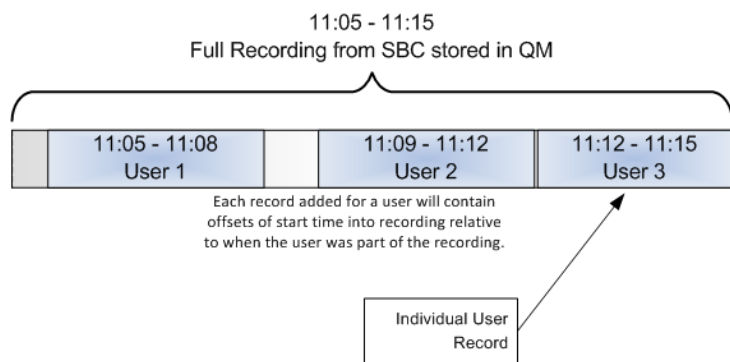 11:05 - 11:15
Full Recording from SBC stored in QM
11:05 - 11:08
User 1
11:09 - 11:12
User 2
11:12 - 11:15
User 3
Each record added for a user will contain
offsets of start time into recording relative
to when the user was part of the recording.
Individual User
Record